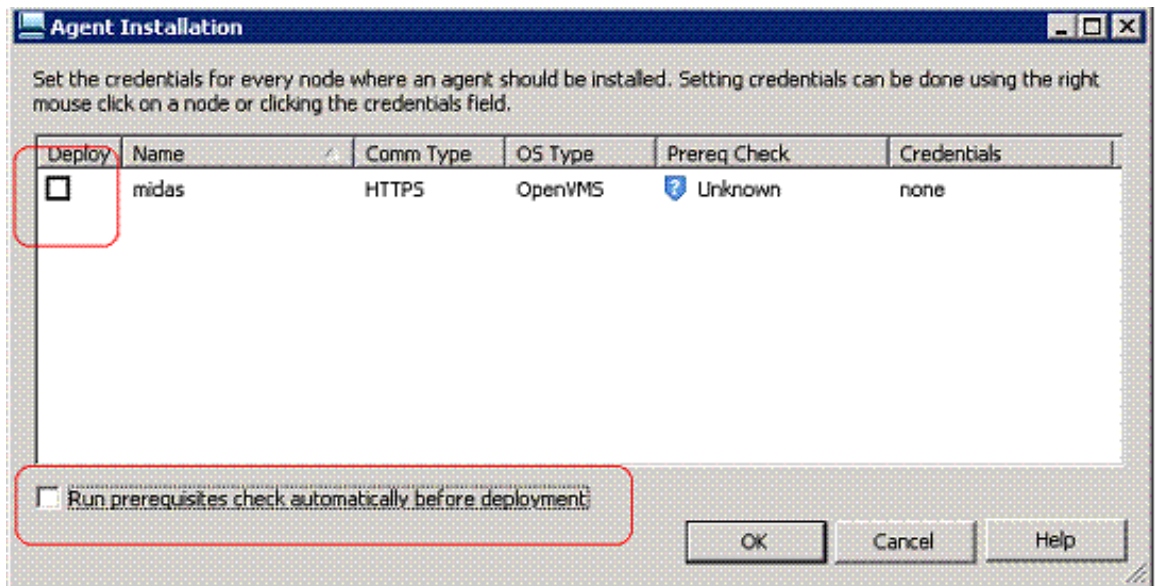 Agent Installation
Set the credentials for every node where an agent should be installed. Setting credentials can be done using the right
mouse click on a node or clicking the credentials field.
Deploy Name Comm Type OS Type Prereq Check Credentials
midas HTTPS OpenVMS Unknown none
Run prerequisites check automatically before deployment
OK Cancel Help